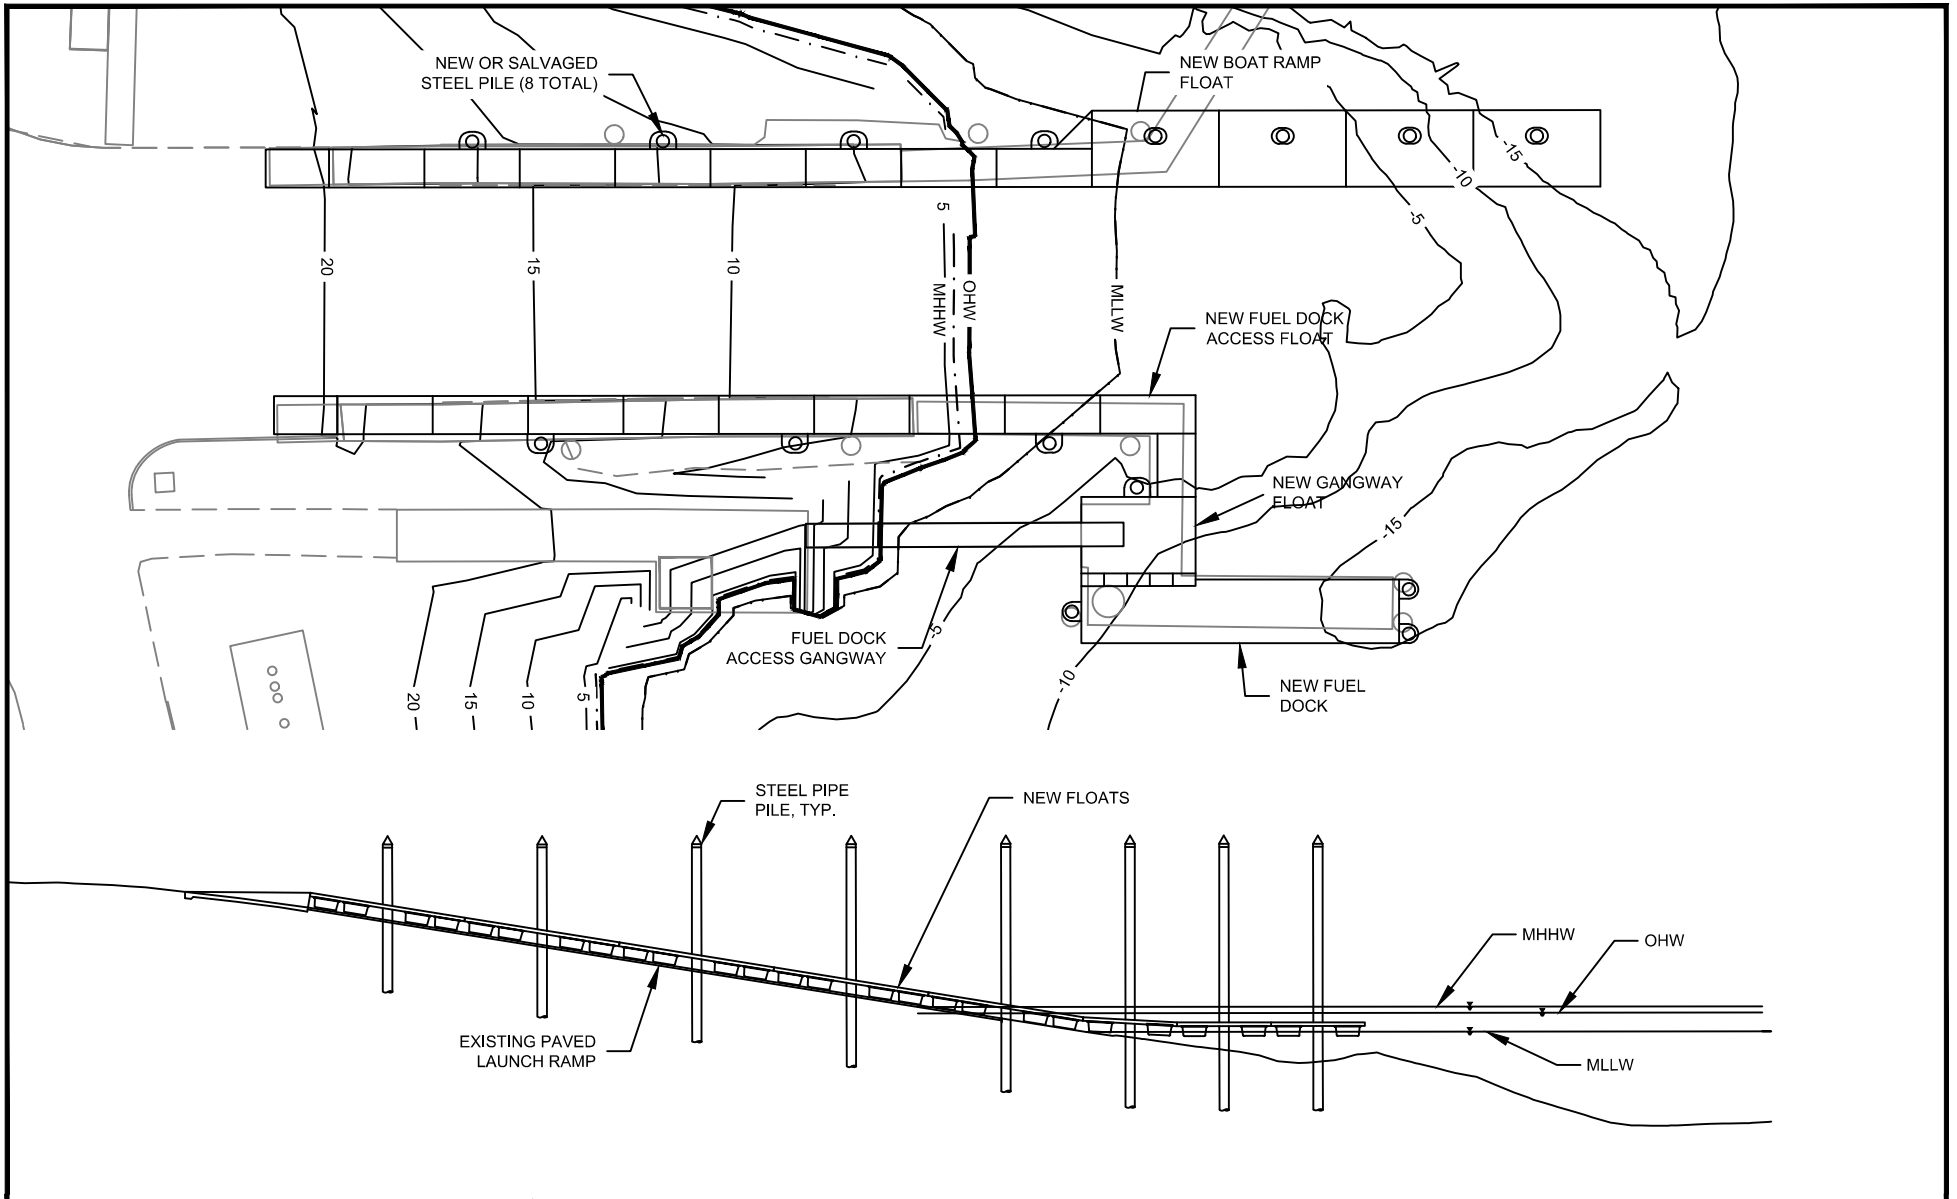 NEW OR SALVAGED
STEEL PILE (8 TOTAL)
NEW BOAT RAMP
FLOAT
-15
-10
-5
5
20
15
10
MHHW
OHW
MLLW
NEW FUEL DOCK
ACCESS FLOAT
NEW GANGWAY
FLOAT
-15
-5
FUEL DOCK
ACCESS GANGWAY
-10
20
15
10
5
NEW FUEL
DOCK
STEEL PIPE
PILE, TYP.
NEW FLOATS
MHHW
OHW
EXISTING PAVED
LAUNCH RAMP
MLLW